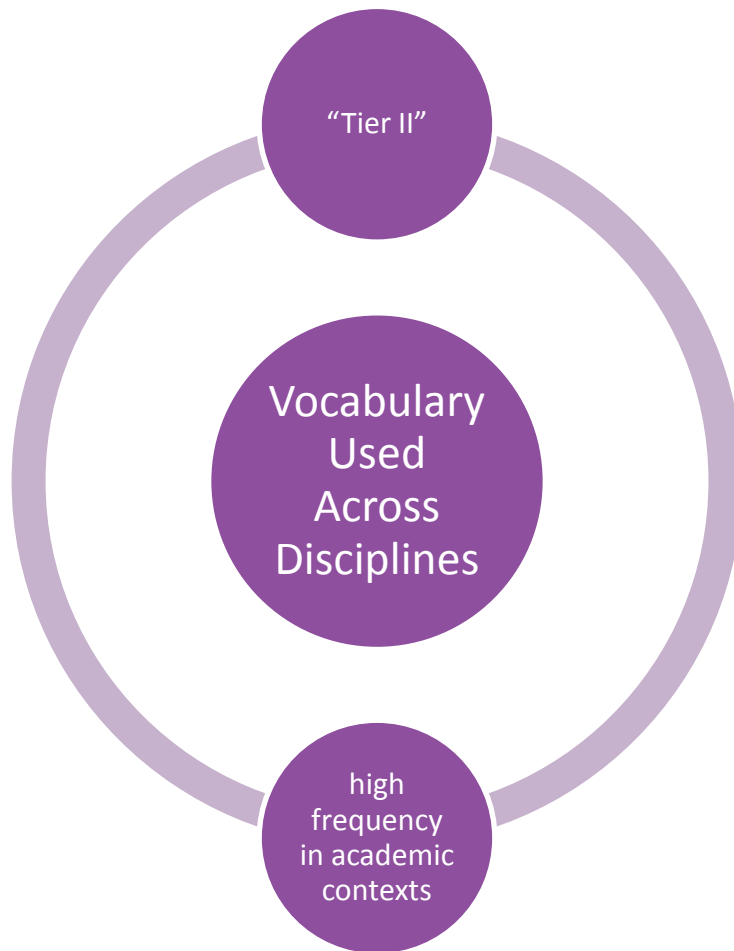 “Tier II”
Vocabulary
Used
Across
Disciplines
high
frequency
in academic
contexts